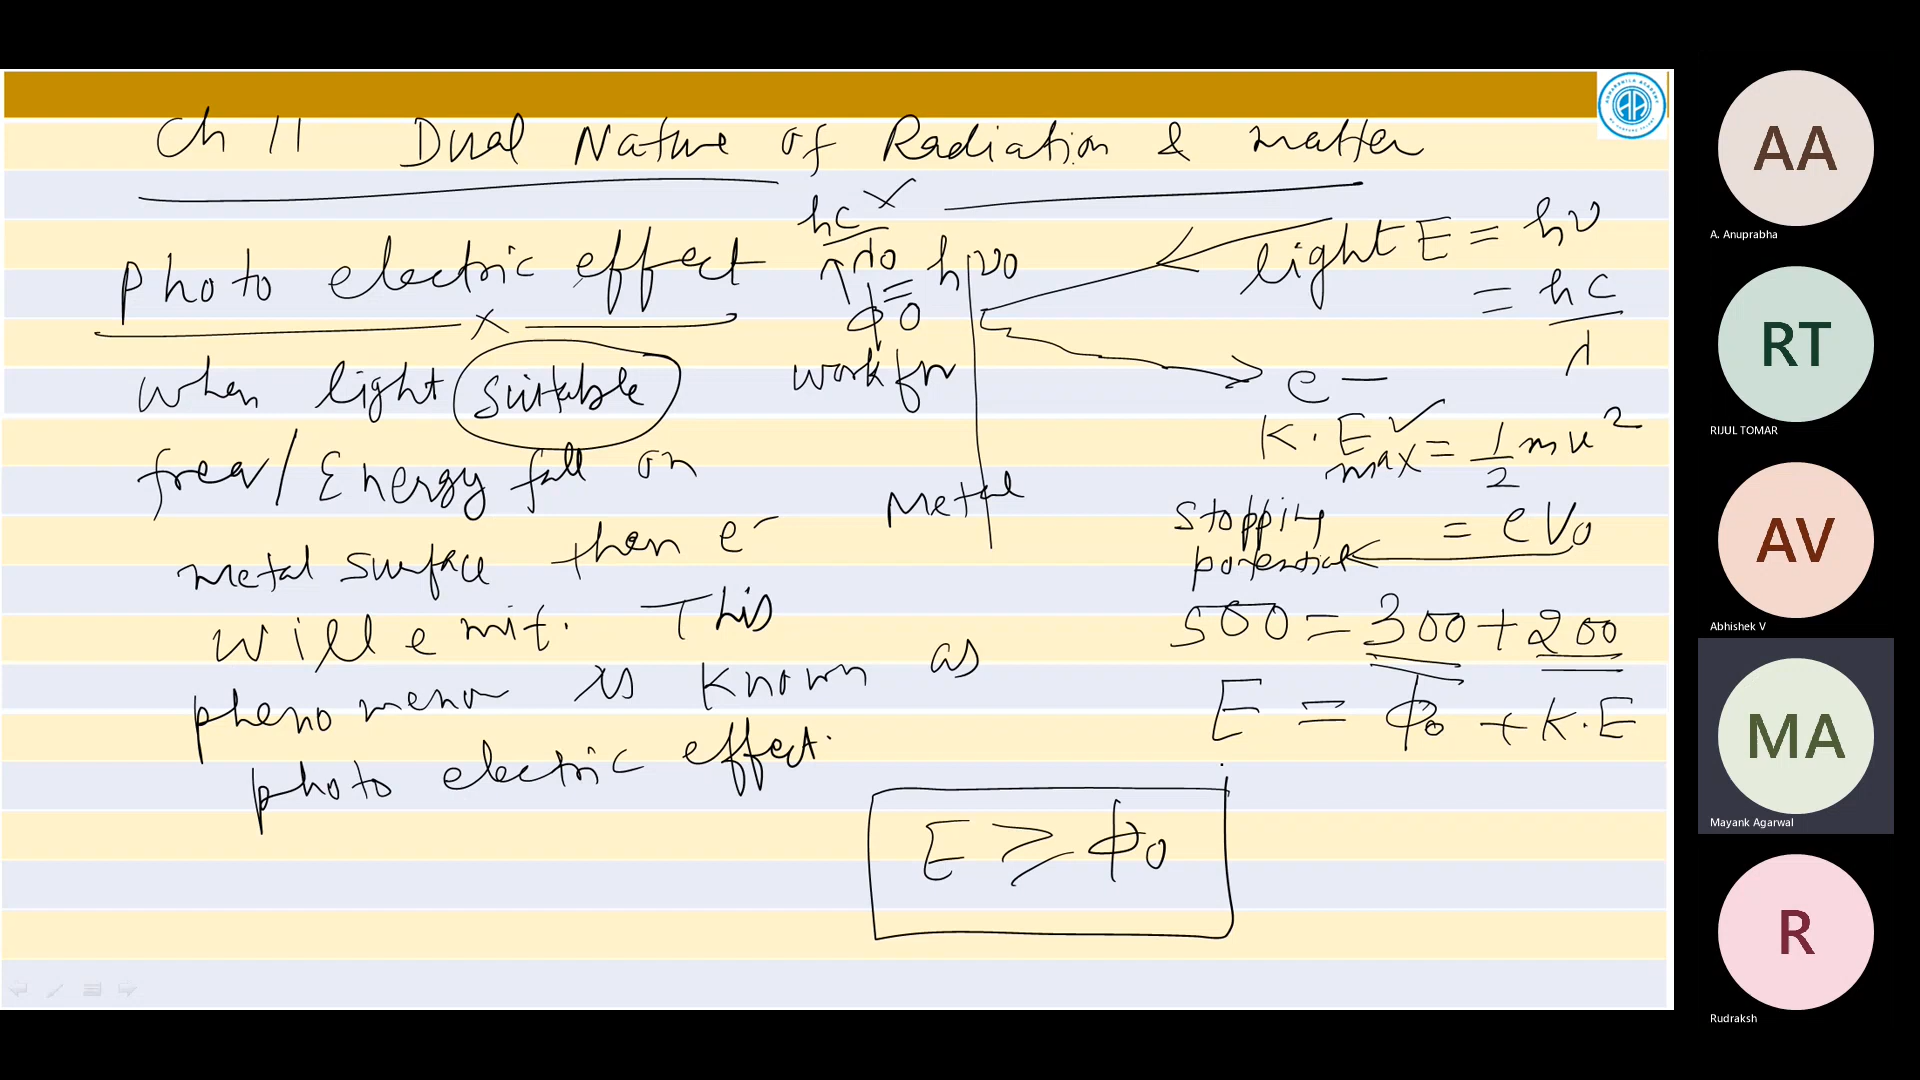 Ch 11 Dual Nature of Radiation & matter
Photo electric effect
when light suitable
freq/Energy fall on
metal surface then e-
will emit. This
phenomenon is known as
photo electric effect.
hc/λ0 = hν0
φ0
work fn
Metal
light E = hν
= hc/λ
e-
K.E max = 1/2 mv²
= eV0
stopping
potential
500 = 300 + 200
E = φ0 + K.E
E ≥ φ0
AA
A. Anuprabha
RT
RIJUL TOMAR
AV
Abhishek V
MA
Mayank Agarwal
R
Rudraksh